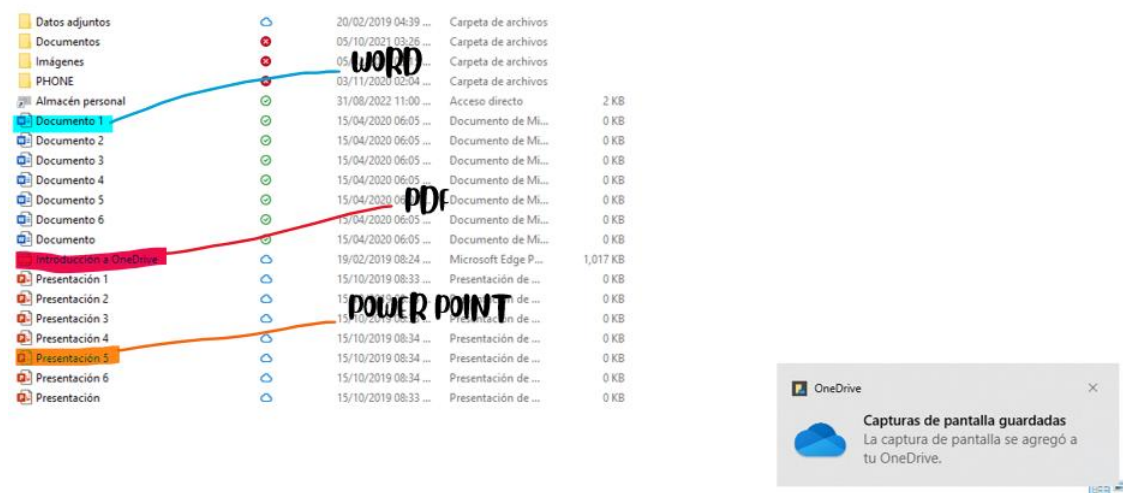 Datos adjuntos 20/02/2019 04:39 ... Carpeta de archivos
Documentos 05/10/2021 03:26 ... Carpeta de archivos
Imágenes 05/ Carpeta de archivos
WORD
PHONE 03/11/2020 02:04 ... Carpeta de archivos
Almacén personal 31/08/2022 11:00 ... Acceso directo 2 KB
Documento 1 15/04/2020 06:05 ... Documento de Mi... 0 KB
Documento 2 15/04/2020 06:05 ... Documento de Mi... 0 KB
Documento 3 15/04/2020 06:05 ... Documento de Mi... 0 KB
Documento 4 15/04/2020 06:05 ... Documento de Mi... 0 KB
Documento 5 15/04/2020 Documento de Mi... 0 KB
PDF
Documento 6 15/04/2020 06:05 ... Documento de Mi... 0 KB
Documento 15/04/2020 06:05 ... Documento de Mi... 0 KB
Introducción a OneDrive 19/02/2019 08:24 ... Microsoft Edge P... 1,017 KB
Presentación 1 15/10/2019 08:33 ... Presentación de ... 0 KB
Presentación 2 de ... 0 KB
POWER POINT
Presentación 3 15/10/2019 Presentación de ... 0 KB
Presentación 4 15/10/2019 08:34 ... Presentación de ... 0 KB
Presentación 5 15/10/2019 08:34 ... Presentación de ... 0 KB
Presentación 6 15/10/2019 08:34 ... Presentación de ... 0 KB
Presentación 15/10/2019 08:33 ... Presentación de ... 0 KB
OneDrive
Capturas de pantalla guardadas
La captura de pantalla se agregó a
tu OneDrive.